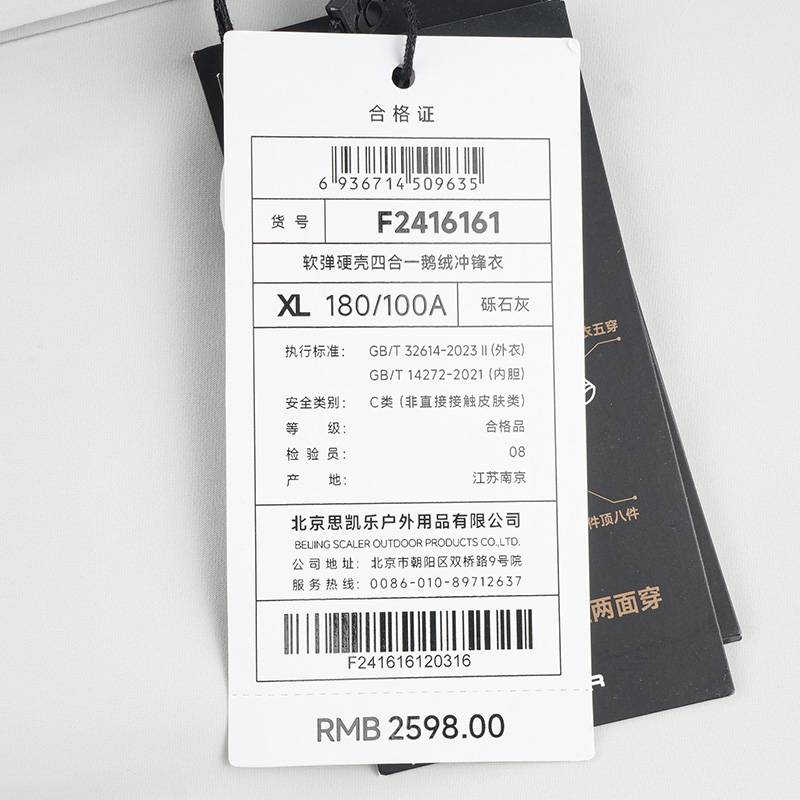 合格证
6 936714 509635
货号 F2416161
软弹硬壳四合一鹅绒冲锋衣
XL 180/100A 砾石灰
执行标准: GB/T 32614-2023 II (外衣)
GB/T 14272-2021 (内胆)
安全类别: C类 (非直接接触皮肤类)
等级: 合格品
检验员: 08
产地: 江苏南京
北京思凯乐户外用品有限公司
BEIJING SCALER OUTDOOR PRODUCTS CO.,LTD.
公司地址: 北京市朝阳区双桥路9号院
服务热线: 0086-010-89712637
F241616120316
RMB 2598.00
衣五穿
件顶八件
两面穿
R